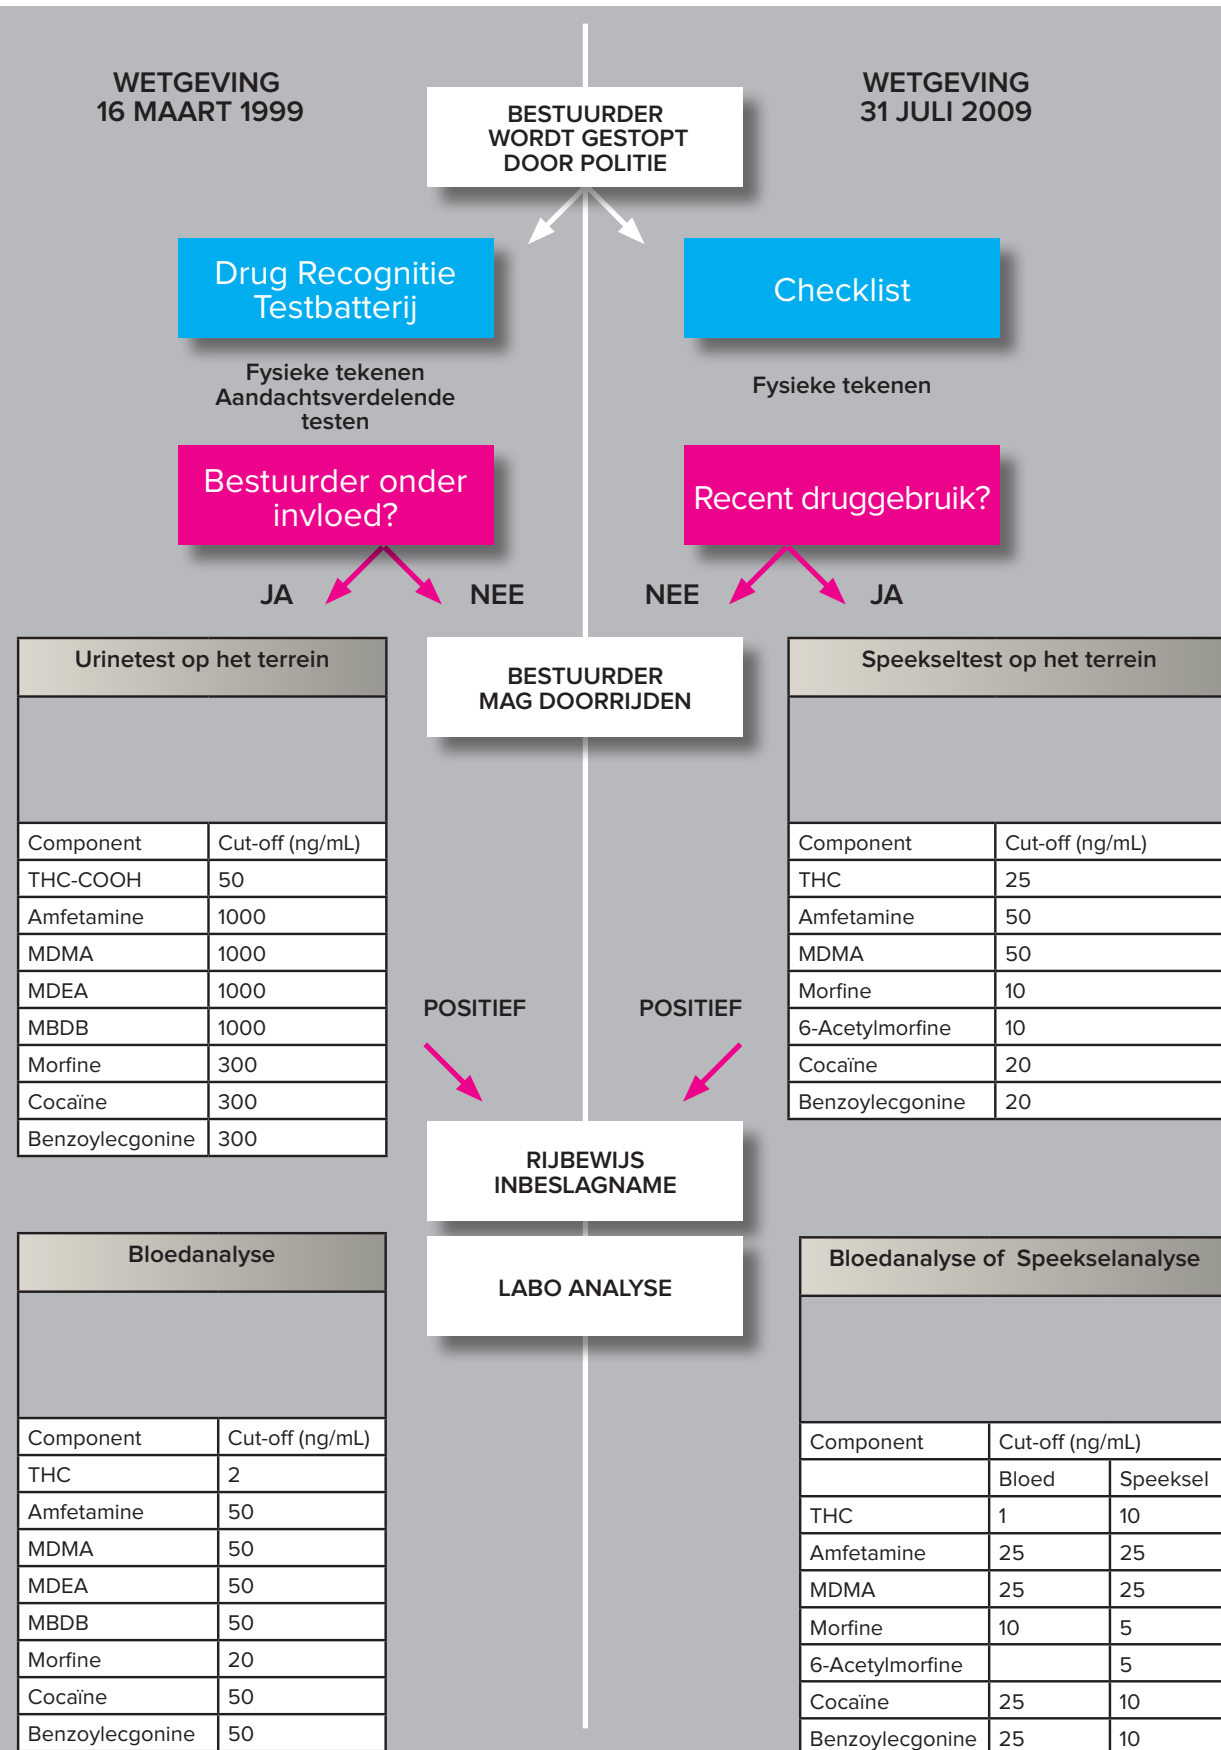 WETGEVING
16 MAART 1999
WETGEVING
31 JULI 2009
BESTUURDER
WORDT GESTOPT
DOOR POLITIE
Drug Recognitie
Testbatterij
Checklist
Fysieke tekenen
Aandachtsverdelende
testen
Fysieke tekenen
Bestuurder onder
invloed?
Recent druggebruik?
JA
NEE
NEE
JA
Urinetest op het terrein
Component Cut-off (ng/mL)
THC-COOH 50
Amfetamine 1000
MDMA 1000
MDEA 1000
MBDB 1000
Morfine 300
Cocaïne 300
Benzoylecgonine 300
BESTUURDER
MAG DOORRIJDEN
Speekseltest op het terrein
Component Cut-off (ng/mL)
THC 25
Amfetamine 50
MDMA 50
Morfine 10
6-Acetylmorfine 10
Cocaïne 20
Benzoylecgonine 20
POSITIEF
POSITIEF
RIJBEWIJS
INBESLAGNAME
LABO ANALYSE
Bloedanalyse
Component Cut-off (ng/mL)
THC 2
Amfetamine 50
MDMA 50
MDEA 50
MBDB 50
Morfine 20
Cocaïne 50
Benzoylecgonine 50
Bloedanalyse of Speekselanalyse
Component Cut-off (ng/mL)
Bloed Speeksel
THC 1 10
Amfetamine 25 25
MDMA 25 25
Morfine 10 5
6-Acetylmorfine 5
Cocaïne 25 10
Benzoylecgonine 25 10